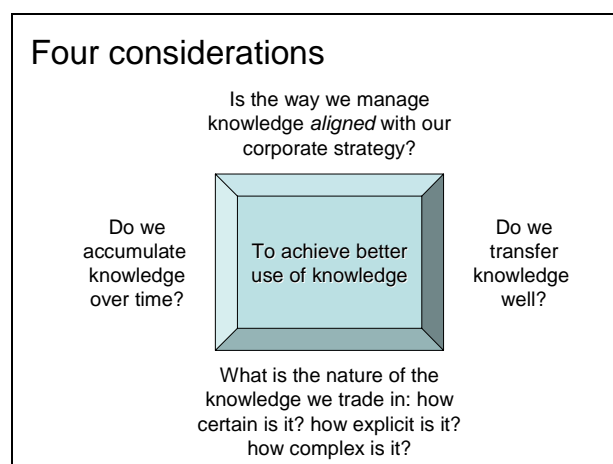 Four considerations
Is the way we manage
knowledge aligned with our
corporate strategy?
Do we
accumulate
knowledge
over time?
To achieve better
use of knowledge
Do we
transfer
knowledge
well?
What is the nature of the
knowledge we trade in: how
certain is it? how explicit is it?
how complex is it?